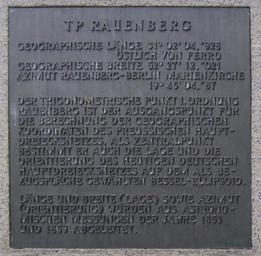 TP RAUENBERG
GEOGRAPHISCHE LÄNGE 31° 02' 04,"928
ÖSTLICH VON FERRO
GEOGRAPHISCHE BREITE 52° 27' 12,"021
AZIMUT RAUENBERG-BERLIN MARIENKIRCHE
19° 46' 04,"87
DER TRIGONOMETRISCHE PUNKT I. ORDNUNG
RAUENBERG IST DER AUSGANGSPUNKT FÜR
DIE BERECHNUNG DER GEOGRAPHISCHEN
KOORDINATEN DES PREUSSISCHEN HAUPT-
DREIECKSNETZES. ALS ZENTRALPUNKT
BESTIMMT ER AUCH DIE LAGE UND DIE
ORIENTIERUNG DES HEUTIGEN DEUTSCHEN
HAUPTDREIECKNETZES AUF DEM ALS BE-
ZUGSFLÄCHE GEWÄHLTEN BESSEL-ELLIPSOID.
LÄNGE UND BREITE (LAGE) SOWIE AZIMUT
(ORIENTIERUNG) WURDEN AUS ASTRONO-
MISCHEN MESSUNGEN DER JAHRE 1853
UND 1859 ABGELEITET.